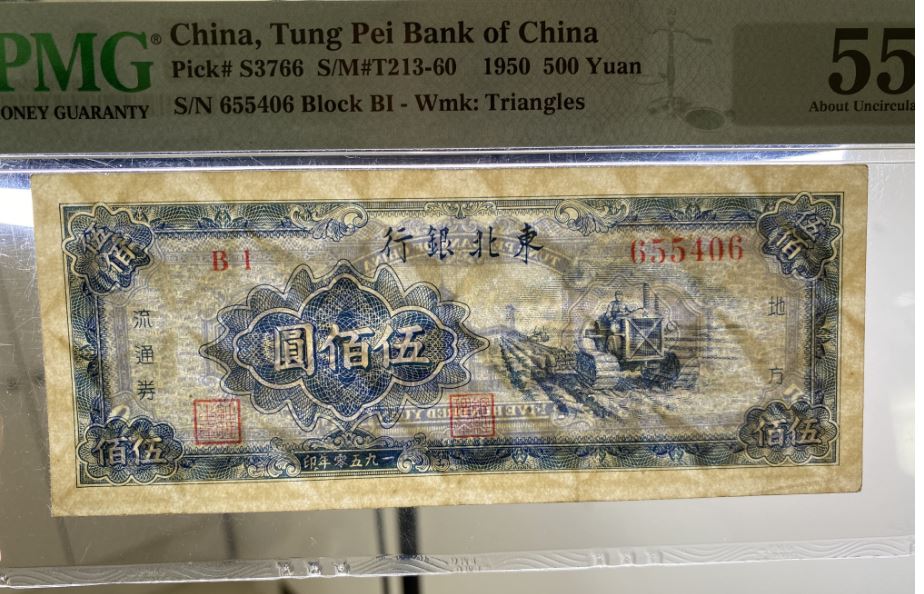 PMG® China, Tung Pei Bank of China
Pick# S3766 S/M#T213-60 1950 500 Yuan
ONEY GUARANTY S/N 655406 Block BI - Wmk: Triangles
55
About Uncircula
行銀北東
B 1
655406
伍佰
佰
流通券
圓佰伍
地方
佰伍
佰伍
印年零五九一